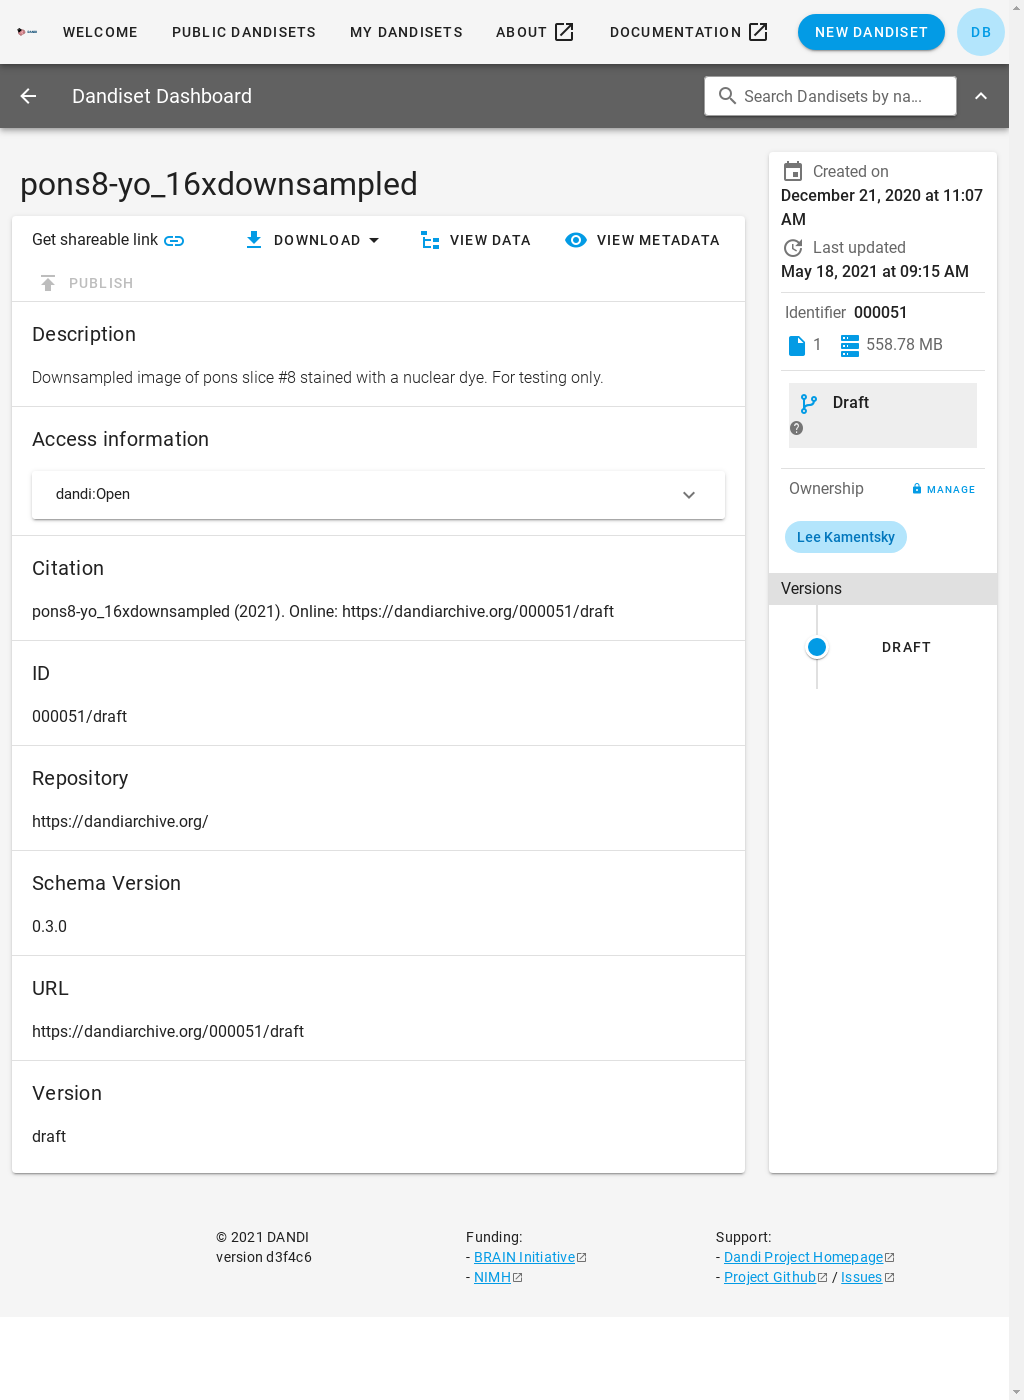 WELCOME PUBLIC DANDISETS MY DANDISETS ABOUT DOCUMENTATION NEW DANDISET DB
Dandiset Dashboard Search Dandisets by na...
pons8-yo_16xdownsampled
Get shareable link DOWNLOAD VIEW DATA VIEW METADATA
PUBLISH
Description
Downsampled image of pons slice #8 stained with a nuclear dye. For testing only.
Access information
dandi:Open
Citation
pons8-yo_16xdownsampled (2021). Online: https://dandiarchive.org/000051/draft
ID
000051/draft
Repository
https://dandiarchive.org/
Schema Version
0.3.0
URL
https://dandiarchive.org/000051/draft
Version
draft
Created on
December 21, 2020 at 11:07
AM
Last updated
May 18, 2021 at 09:15 AM
Identifier 000051
1 558.78 MB
Draft
Ownership MANAGE
Lee Kamentsky
Versions
DRAFT
© 2021 DANDI
version d3f4c6
Funding:
- BRAIN Initiative
- NIMH
Support:
- Dandi Project Homepage
- Project Github / Issues